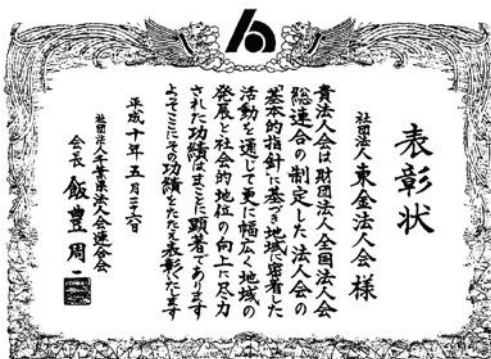 表彰状
社団法人 東金法人会 様
貴法人会は財団法人全国法人会
総連合の制定した「法人会の
基本的指針」に基づき地域に密着した
活動を通じて更に幅広く地域の
発展と社会的地位の向上に尽力
された功績はまことに顕著であります
よってここにその功績をたたえ表彰いたします
平成十年五月二十六日
社団法人千葉県法人会連合会
会長 飯豊 周一